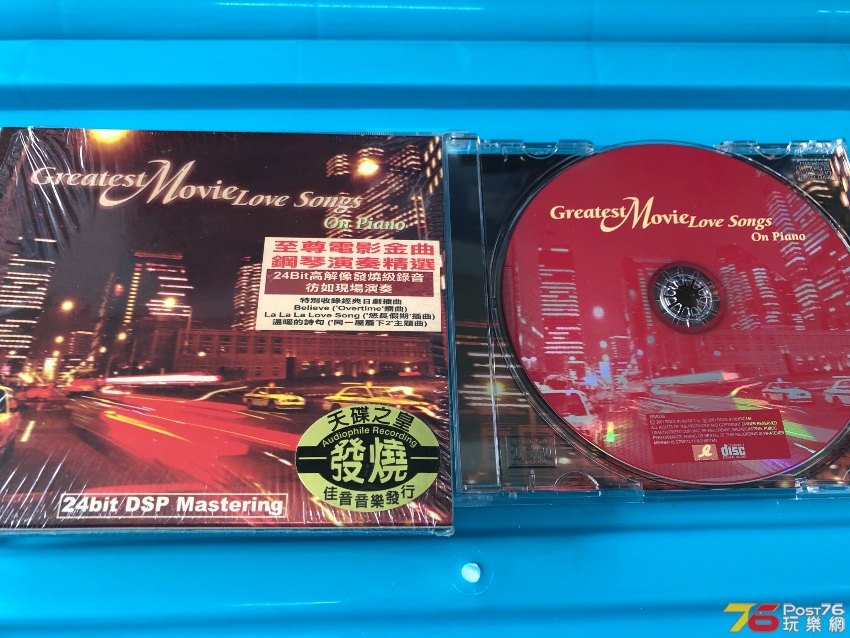 Greatest Movie Love Songs
On Piano
至尊電影金曲
鋼琴演奏精選
24Bit高解像發燒級錄音
彷如現場演奏
特別收錄經典日劇插曲
Believe ('Overtime'插曲)
La La La Love Song ('悠長假期'插曲)
溫暖的詩句 ('同一屋簷下2'主題曲)
天碟之星
Audiophile Recording
發燒
佳音音樂發行
24bit DSP Mastering
Greatest Movie Love Songs
On Piano
disc
76 Post76
玩樂網